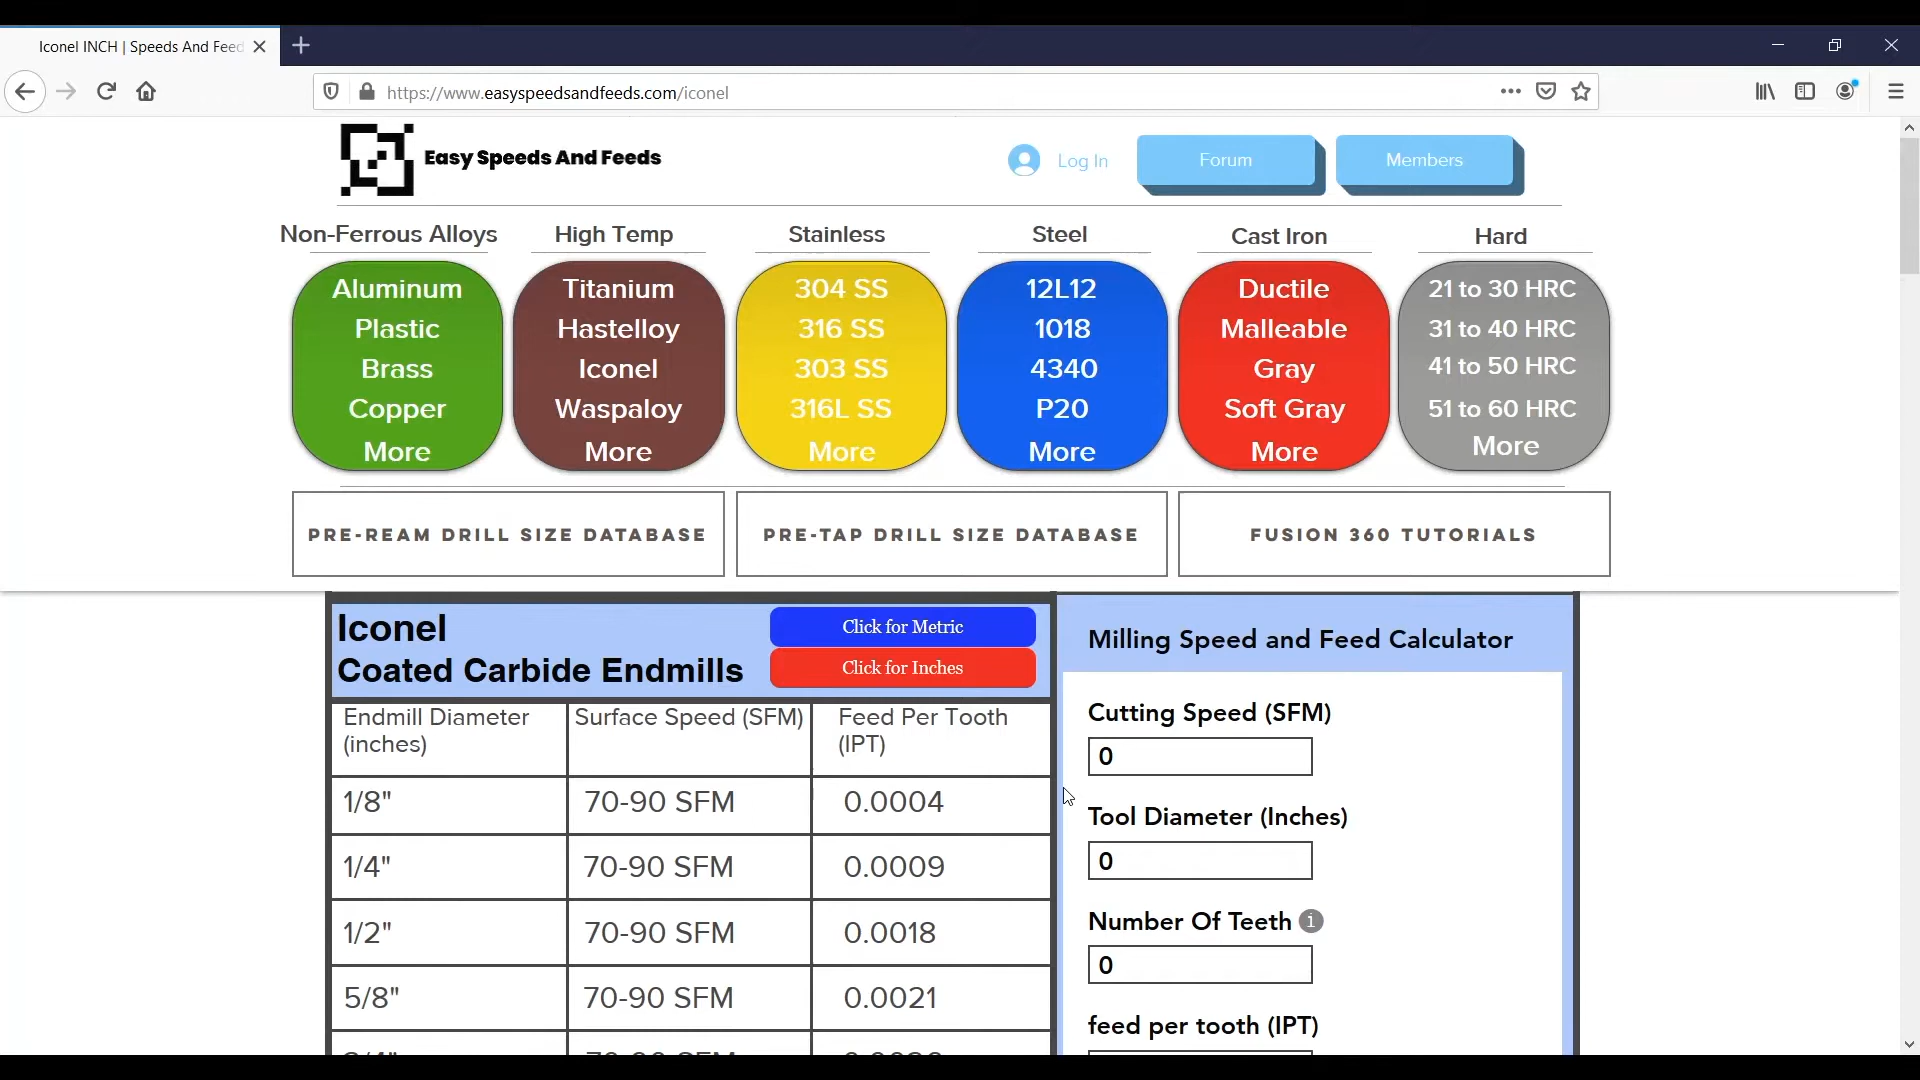 Iconel INCH | Speeds And Feed
https://www.easyspeedsandfeeds.com/iconel
Easy Speeds And Feeds
Log In
Forum
Members
Non-Ferrous Alloys
High Temp
Stainless
Steel
Cast Iron
Hard
Aluminum
Plastic
Brass
Copper
More
Titanium
Hastelloy
Iconel
Waspaloy
More
304 SS
316 SS
303 SS
316L SS
More
12L12
1018
4340
P20
More
Ductile
Malleable
Gray
Soft Gray
More
21 to 30 HRC
31 to 40 HRC
41 to 50 HRC
51 to 60 HRC
More
PRE-REAM DRILL SIZE DATABASE
PRE-TAP DRILL SIZE DATABASE
FUSION 360 TUTORIALS
Iconel
Coated Carbide Endmills
Click for Metric
Click for Inches
Endmill Diameter
(inches)
Surface Speed (SFM)
Feed Per Tooth
(IPT)
1/8" 70-90 SFM 0.0004
1/4" 70-90 SFM 0.0009
1/2" 70-90 SFM 0.0018
5/8" 70-90 SFM 0.0021
Milling Speed and Feed Calculator
Cutting Speed (SFM)
0
Tool Diameter (Inches)
0
Number Of Teeth i
0
feed per tooth (IPT)